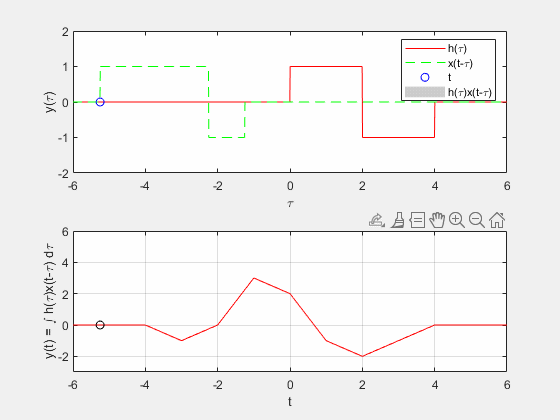 2
1
0
-1
-2
y(τ)
h(τ)
x(t-τ)
t
h(τ)x(t-τ)
-6 -4 -2 0 2 4 6
τ
6
4
2
0
-2
y(t) = ∫ h(τ)x(t-τ) dτ
-6 -4 -2 0 2 4 6
t